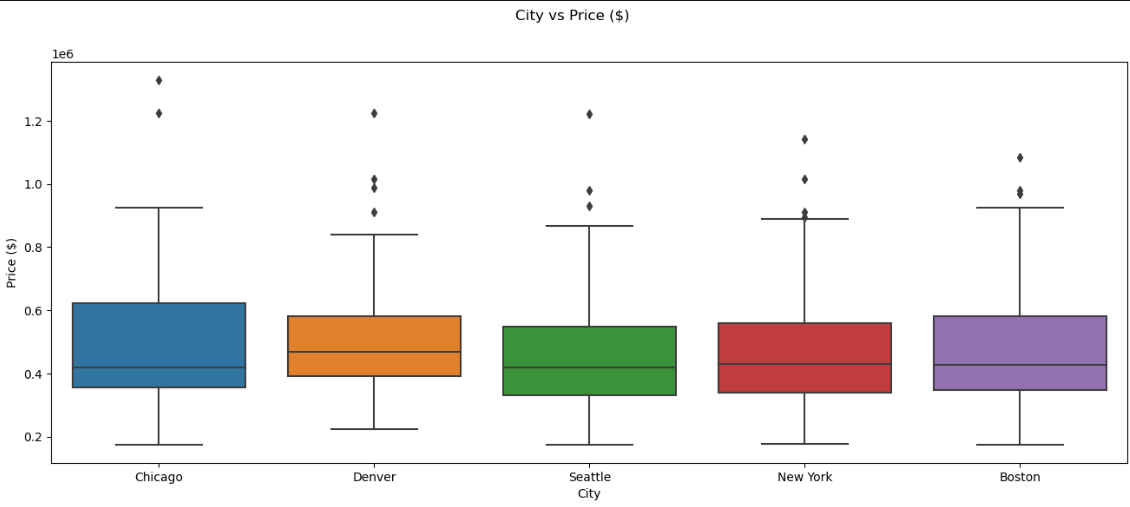 City vs Price ($)
1e6
1.2
1.0
0.8
0.6
0.4
0.2
Price ($)
Chicago Denver Seattle New York Boston
City